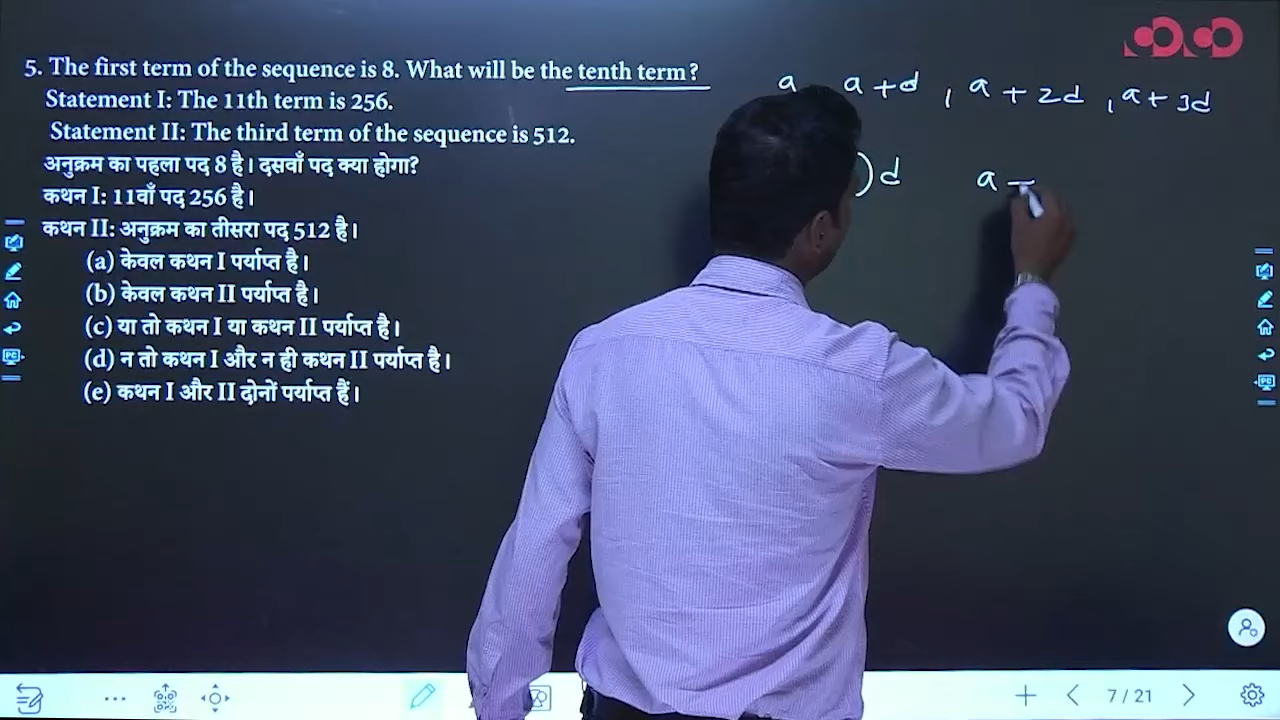 5. The first term of the sequence is 8. What will be the tenth term?
Statement I: The 11th term is 256.
Statement II: The third term of the sequence is 512.
अनुक्रम का पहला पद 8 है। दसवाँ पद क्या होगा?
कथन I: 11वाँ पद 256 है।
कथन II: अनुक्रम का तीसरा पद 512 है।
(a) केवल कथन I पर्याप्त है।
(b) केवल कथन II पर्याप्त है।
(c) या तो कथन I या कथन II पर्याप्त है।
(d) न तो कथन I और न ही कथन II पर्याप्त है।
(e) कथन I और II दोनों पर्याप्त हैं।
a a+d , a+2d , a+3d
)d a -
7 / 21